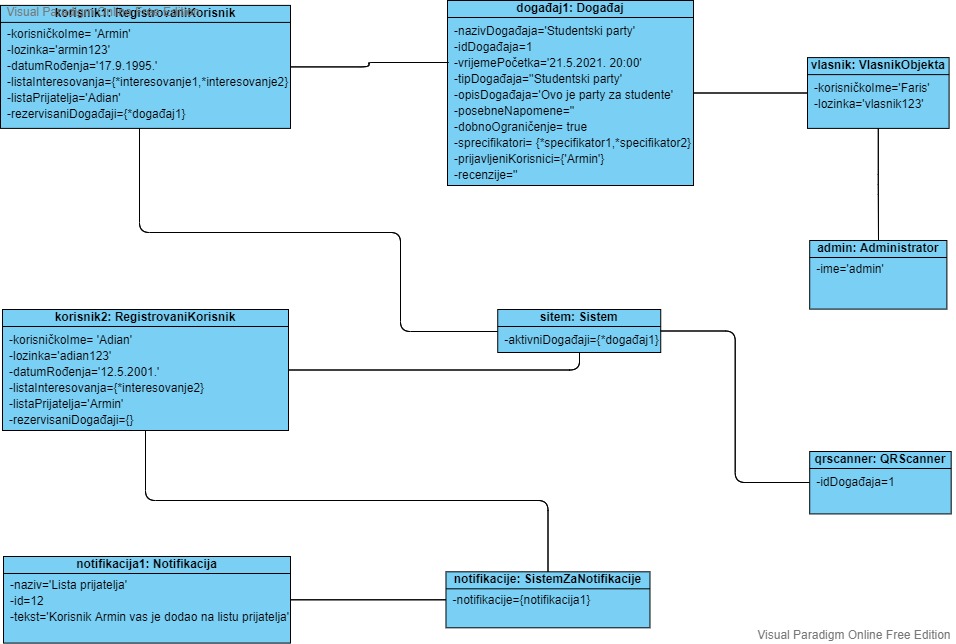 Visual Paradigm Online Free Edition
korisnik1: RegistrovaniKorisnik
-korisničkoIme= 'Armin'
-lozinka='armin123'
-datumRođenja='17.9.1995.'
-listaInteresovanja={*interesovanje1,*interesovanje2}
-listaPrijatelja='Adian'
-rezervisaniDogađaji={*događaj1}
događaj1: Događaj
-nazivDogađaja='Studentski party'
-idDogađaja=1
-vrijemePočetka='21.5.2021. 20:00'
-tipDogađaja="Studentski party'
-opisDogađaja='Ovo je party za studente'
-posebneNapomene="
-dobnoOgraničenje= true
-sprecifikatori= {*specifikator1,*specifikator2}
-prijavljeniKorisnici={'Armin'}
-recenzije="
vlasnik: VlasnikObjekta
-korisničkoIme='Faris'
-lozinka='vlasnik123'
admin: Administrator
-ime='admin'
korisnik2: RegistrovaniKorisnik
-korisničkoIme= 'Adian'
-lozinka='adian123'
-datumRođenja='12.5.2001.'
-listaInteresovanja={*interesovanje2}
-listaPrijatelja='Armin'
-rezervisaniDogađaji={}
sitem: Sistem
-aktivniDogađaji={*događaj1}
qrscanner: QRScanner
-idDogađaja=1
notifikacija1: Notifikacija
-naziv='Lista prijatelja'
-id=12
-tekst='Korisnik Armin vas je dodao na listu prijatelja'
notifikacije: SistemZaNotifikacije
-notifikacije={notifikacija1}
Visual Paradigm Online Free Edition